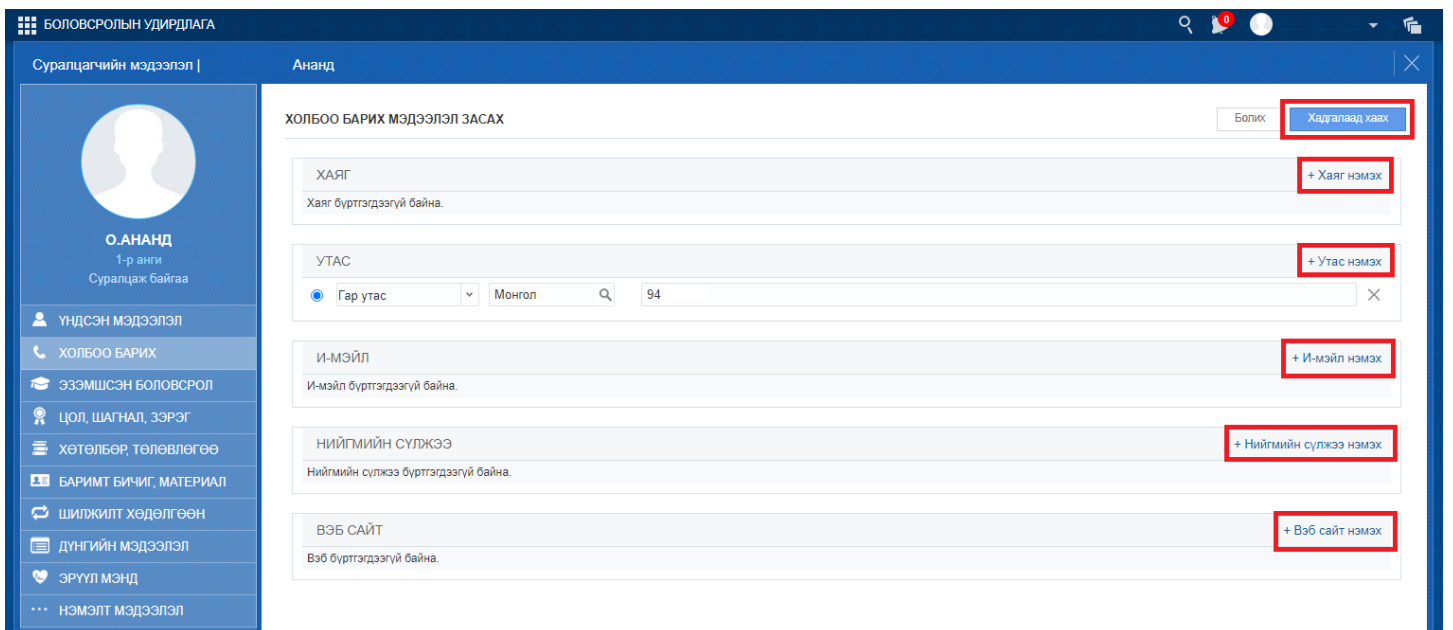 БОЛОВСРОЛЫН УДИРДЛАГА
0
Суралцагчийн мэдээлэл |
Ананд
О.АНАНД
1-р анги
Суралцаж байгаа
ҮНДСЭН МЭДЭЭЛЭЛ
ХОЛБОО БАРИХ
ЭЗЭМШСЭН БОЛОВСРОЛ
ЦОЛ, ШАГНАЛ, ЗЭРЭГ
ХӨТӨЛБӨР, ТӨЛӨВЛӨГӨӨ
БАРИМТ БИЧИГ, МАТЕРИАЛ
ШИЛЖИЛТ ХӨДӨЛГӨӨН
ДҮНГИЙН МЭДЭЭЛЭЛ
ЭРҮҮЛ МЭНД
НЭМЭЛТ МЭДЭЭЛЭЛ
ХОЛБОО БАРИХ МЭДЭЭЛЭЛ ЗАСАХ
Болих
Хадгалаад хаах
ХАЯГ
+ Хаяг нэмэх
Хаяг бүртгэгдээгүй байна.
УТАС
+ Утас нэмэх
Гар утас
Монгол
94
И-МЭЙЛ
+ И-мэйл нэмэх
И-мэйл бүртгэгдээгүй байна.
НИЙГМИЙН СҮЛЖЭЭ
+ Нийгмийн сүлжээ нэмэх
Нийгмийн сүлжээ бүртгэгдээгүй байна.
ВЭБ САЙТ
+ Вэб сайт нэмэх
Вэб бүртгэгдээгүй байна.